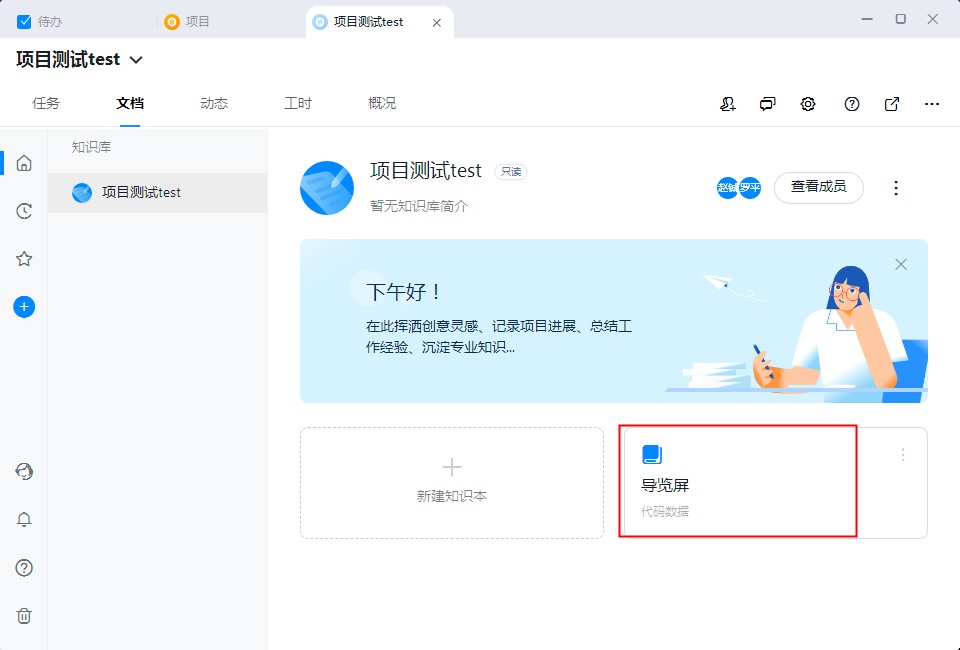 待办
项目
项目测试test
项目测试test
任务
文档
动态
工时
概况
知识库
项目测试test
项目测试test
只读
暂无知识库简介
赵钺
罗平
查看成员
下午好！
在此挥洒创意灵感、记录项目进展、总结工
作经验、沉淀专业知识...
新建知识本
导览屏
代码数据